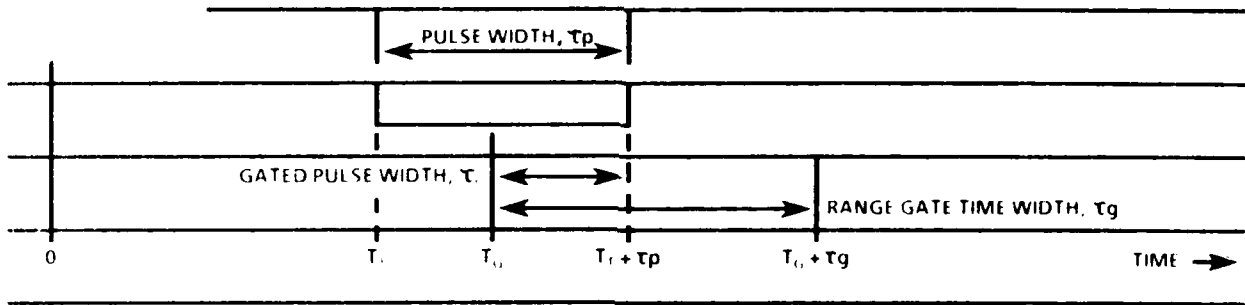 PULSE WIDTH, τp
GATED PULSE WIDTH, τ
RANGE GATE TIME WIDTH, τg
0 T T T + τp T + τg TIME